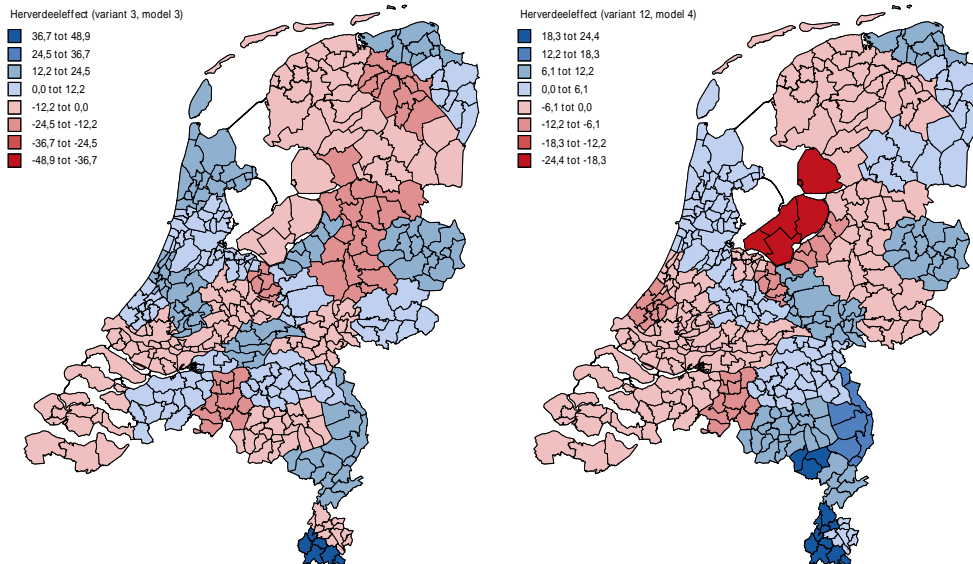 Herverdeeleffect (variant 3, model 3)
36,7 tot 48,9
24,5 tot 36,7
12,2 tot 24,5
0,0 tot 12,2
-12,2 tot 0,0
-24,5 tot -12,2
-36,7 tot -24,5
-48,9 tot -36,7
Herverdeeleffect (variant 12, model 4)
18,3 tot 24,4
12,2 tot 18,3
6,1 tot 12,2
0,0 tot 6,1
-6,1 tot 0,0
-12,2 tot -6,1
-18,3 tot -12,2
-24,4 tot -18,3